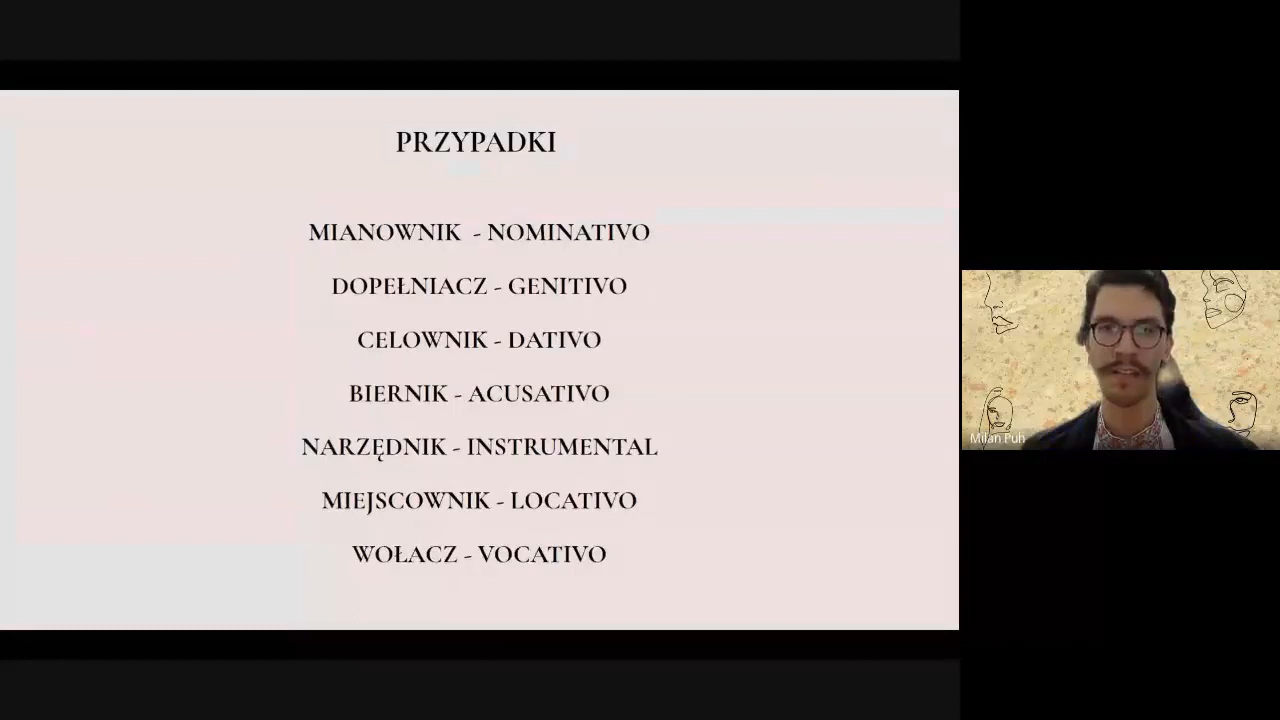 PRZYPADKI
MIANOWNIK - NOMINATIVO
DOPEŁNIACZ - GENITIVO
CELOWNIK - DATIVO
BIERNIK - ACUSATIVO
NARZĘDNIK - INSTRUMENTAL
MIEJSCOWNIK - LOCATIVO
WOŁACZ - VOCATIVO
Milan Puh